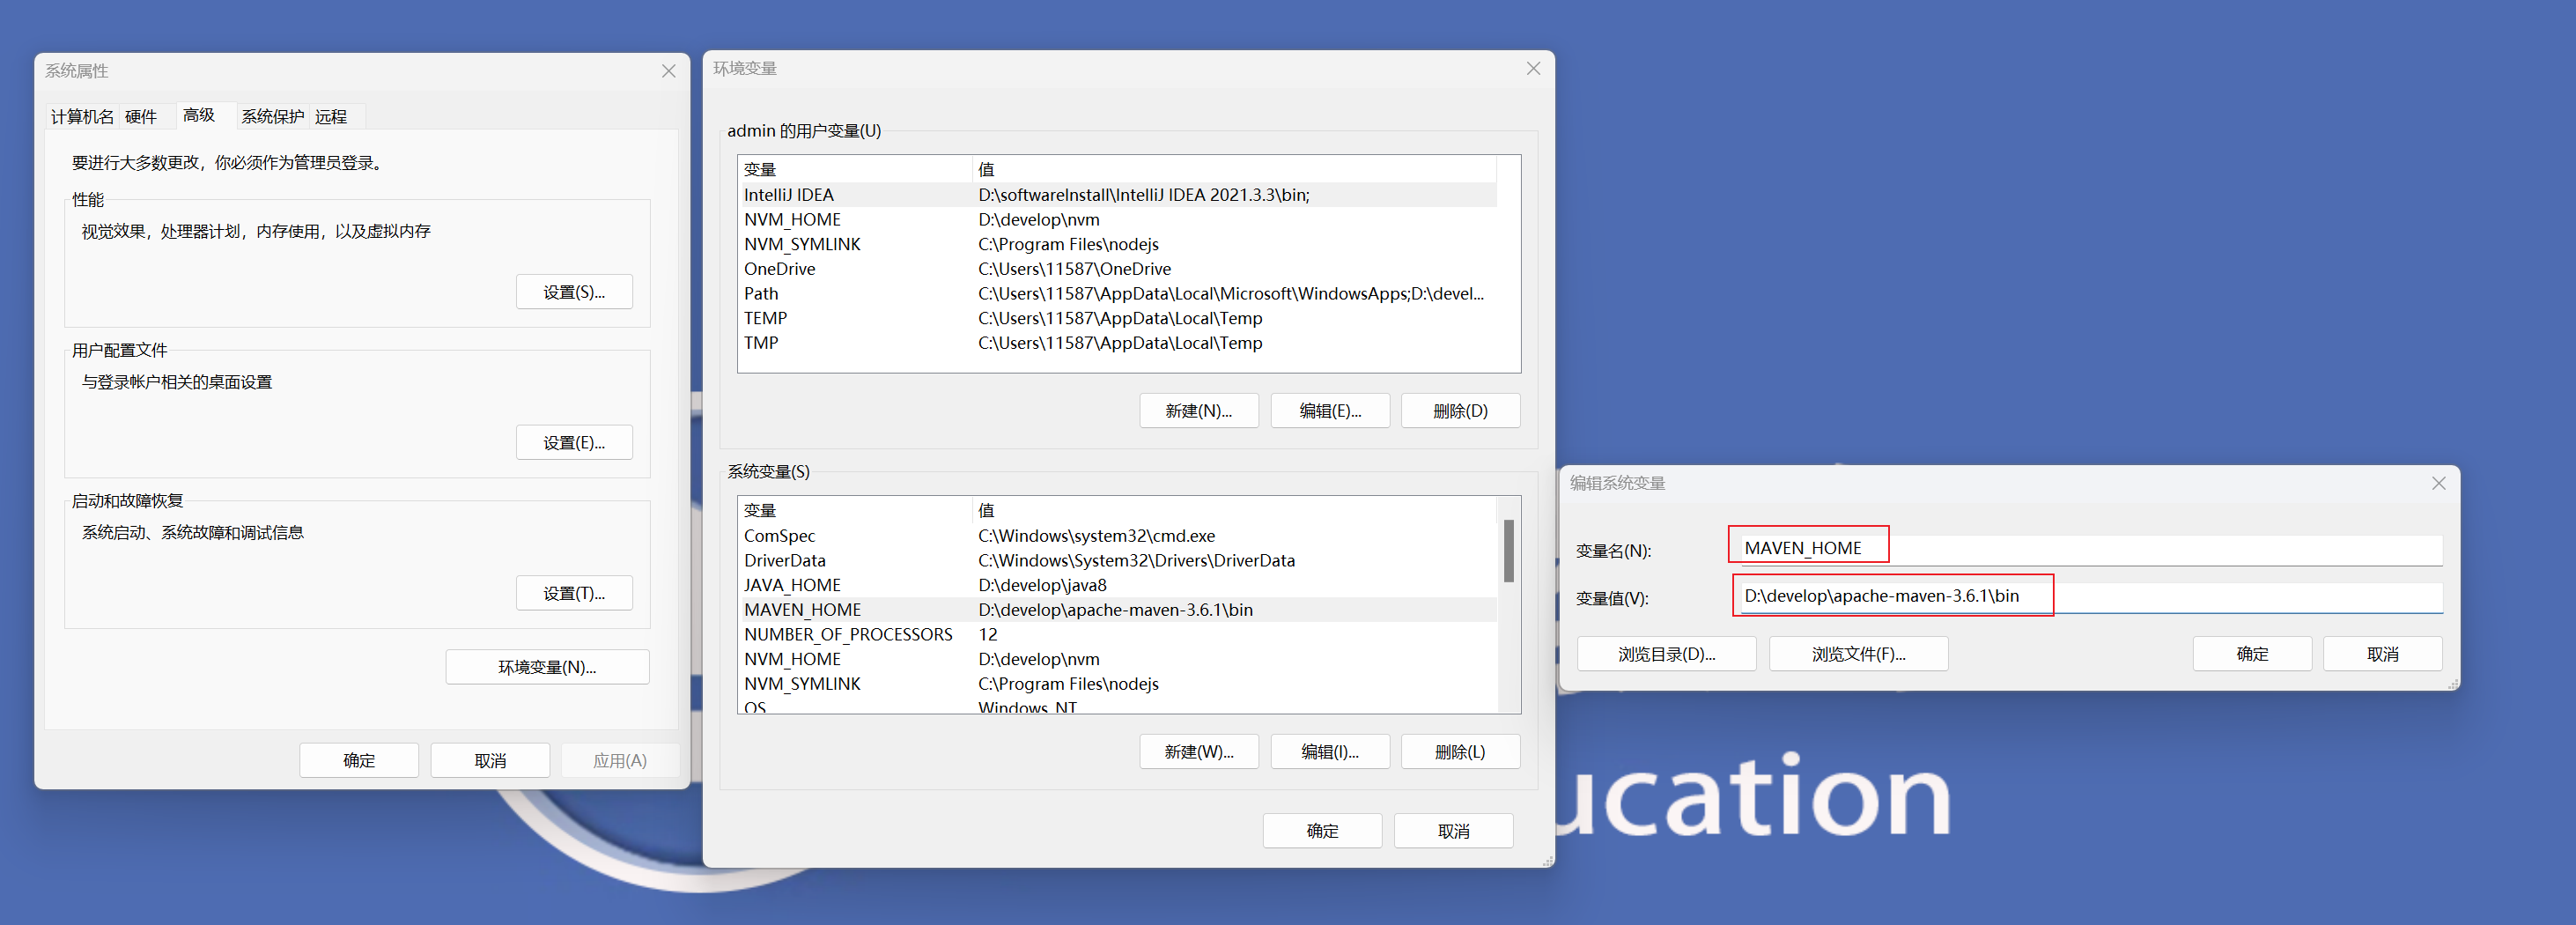 系统属性
计算机名 硬件 高级 系统保护 远程
要进行大多数更改，你必须作为管理员登录。
性能
视觉效果，处理器计划，内存使用，以及虚拟内存
设置(S)...
用户配置文件
与登录帐户相关的桌面设置
设置(E)...
启动和故障恢复
系统启动、系统故障和调试信息
设置(T)...
环境变量(N)...
确定 取消 应用(A)
环境变量
admin 的用户变量(U)
变量 值
IntelliJ IDEA D:\softwareInstall\IntelliJ IDEA 2021.3.3\bin;
NVM_HOME D:\develop\nvm
NVM_SYMLINK C:\Program Files\nodejs
OneDrive C:\Users\11587\OneDrive
Path C:\Users\11587\AppData\Local\Microsoft\WindowsApps;D:\devel...
TEMP C:\Users\11587\AppData\Local\Temp
TMP C:\Users\11587\AppData\Local\Temp
新建(N)... 编辑(E)... 删除(D)
系统变量(S)
变量 值
ComSpec C:\Windows\system32\cmd.exe
DriverData C:\Windows\System32\Drivers\DriverData
JAVA_HOME D:\develop\java8
MAVEN_HOME D:\develop\apache-maven-3.6.1\bin
NUMBER_OF_PROCESSORS 12
NVM_HOME D:\develop\nvm
NVM_SYMLINK C:\Program Files\nodejs
OS Windows_NT
新建(W)... 编辑(I)... 删除(L)
确定 取消
编辑系统变量
变量名(N): MAVEN_HOME
变量值(V): D:\develop\apache-maven-3.6.1\bin
浏览目录(D)... 浏览文件(F)... 确定 取消
ucation